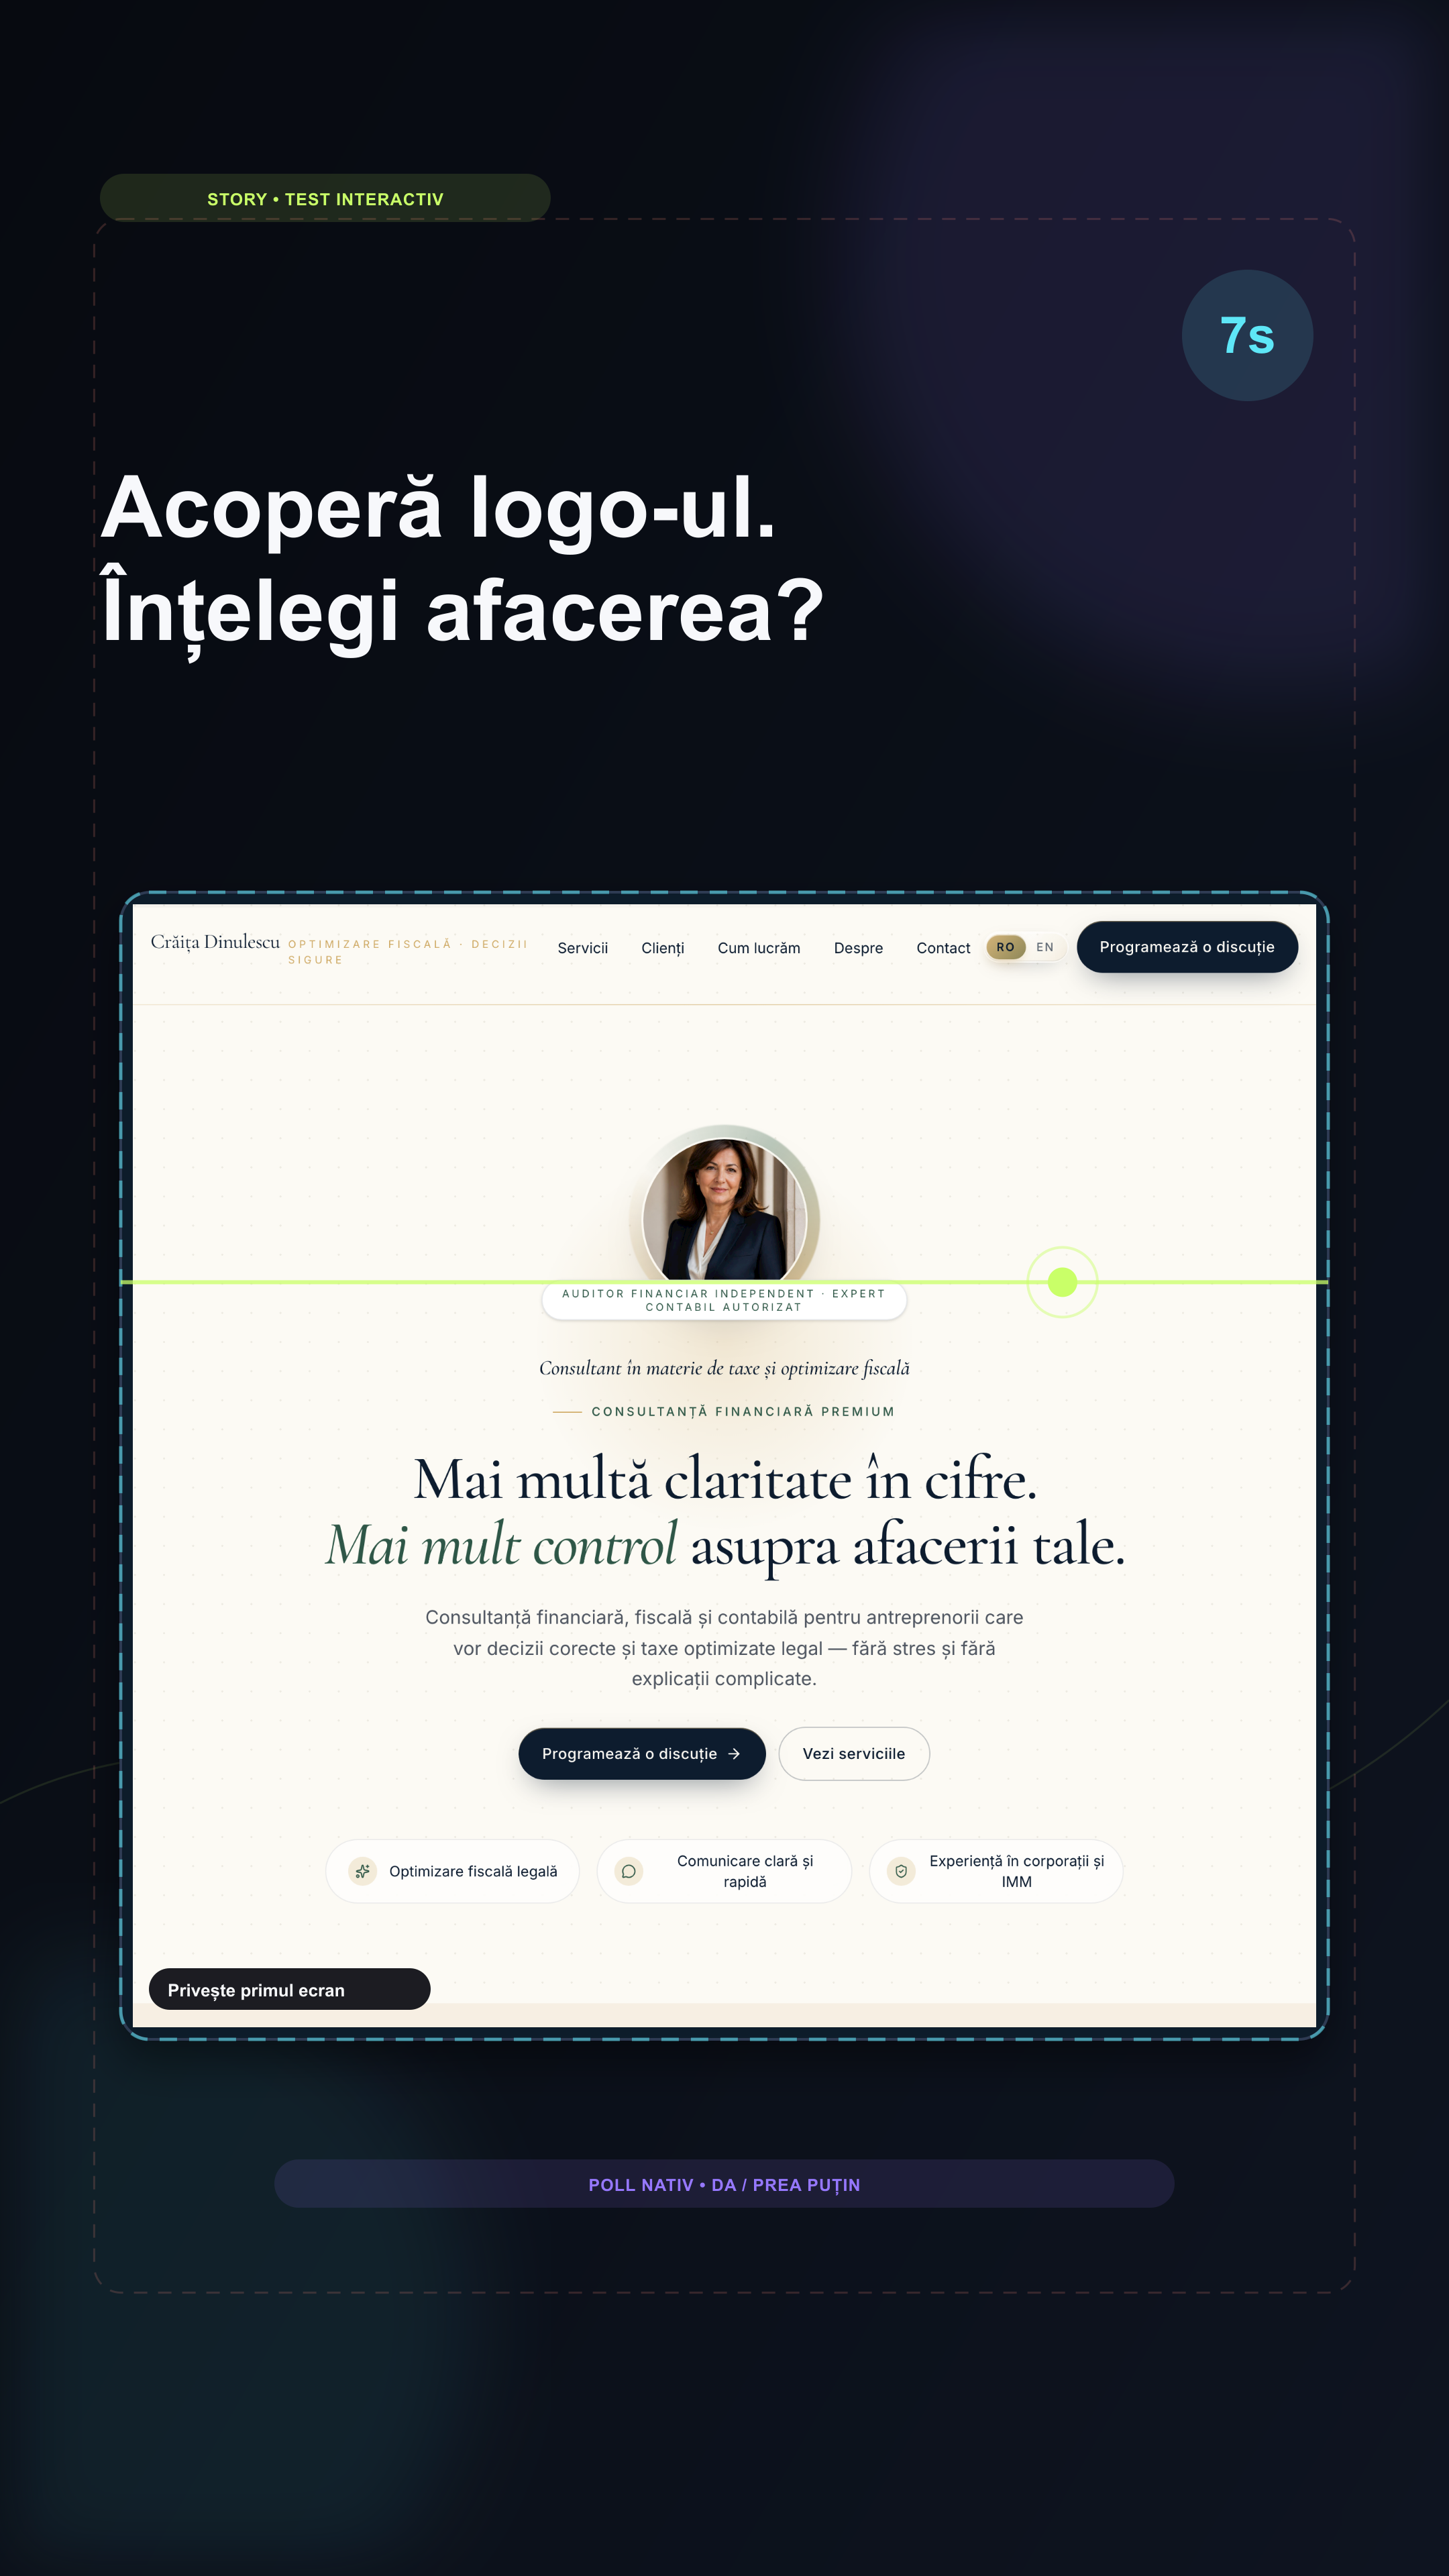 STORY • TEST INTERACTIV
7s
Acoperă logo-ul.
Înțelegi afacerea?
Crăița Dinulescu
OPTIMIZARE FISCALĂ · DECIZII
SIGURE
Servicii
Clienți
Cum lucrăm
Despre
Contact
RO
EN
Programează o discuție
AUDITOR FINANCIAR INDEPENDENT · EXPERT
CONTABIL AUTORIZAT
Consultant în materie de taxe și optimizare fiscală
CONSULTANȚĂ FINANCIARĂ PREMIUM
Mai multă claritate în cifre.
Mai mult control asupra afacerii tale.
Consultanță financiară, fiscală și contabilă pentru antreprenorii care
vor decizii corecte și taxe optimizate legal — fără stres și fără
explicații complicate.
Programează o discuție →
Vezi serviciile
Optimizare fiscală legală
Comunicare clară și
rapidă
Experiență în corporații și
IMM
Privește primul ecran
POLL NATIV • DA / PREA PUȚIN